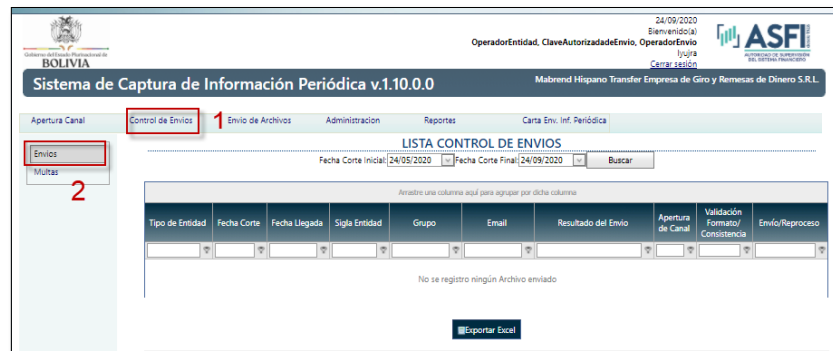 24/09/2020
Bienvenido(a)
OperadorEntidad, ClaveAutorizadadeEnvio, OperadorEnvio
lyujra
Cerrar sesión
Gobierno del Estado Plurinacional de
BOLIVIA
ASFI
AUTORIDAD DE SUPERVISIÓN
DEL SISTEMA FINANCIERO
Sistema de Captura de Información Periódica v.1.10.0.0
Mabrend Hispano Transfer Empresa de Giro y Remesas de Dinero S.R.L.
Apertura Canal Control de Envios 1 Envio de Archivos Administracion Reportes Carta Env. Inf. Periódica
Envios
Multas
2
LISTA CONTROL DE ENVIOS
Fecha Corte Inicial: 24/05/2020 Fecha Corte Final: 24/09/2020 Buscar
Arrastre una columna aquí para agrupar por dicha columna
Tipo de Entidad Fecha Corte Fecha Llegada Sigla Entidad Grupo Email Resultado del Envio Apertura de Canal Validación Formato/ Consistencia Envío/Reproceso
No se registro ningún Archivo enviado
Exportar Excel